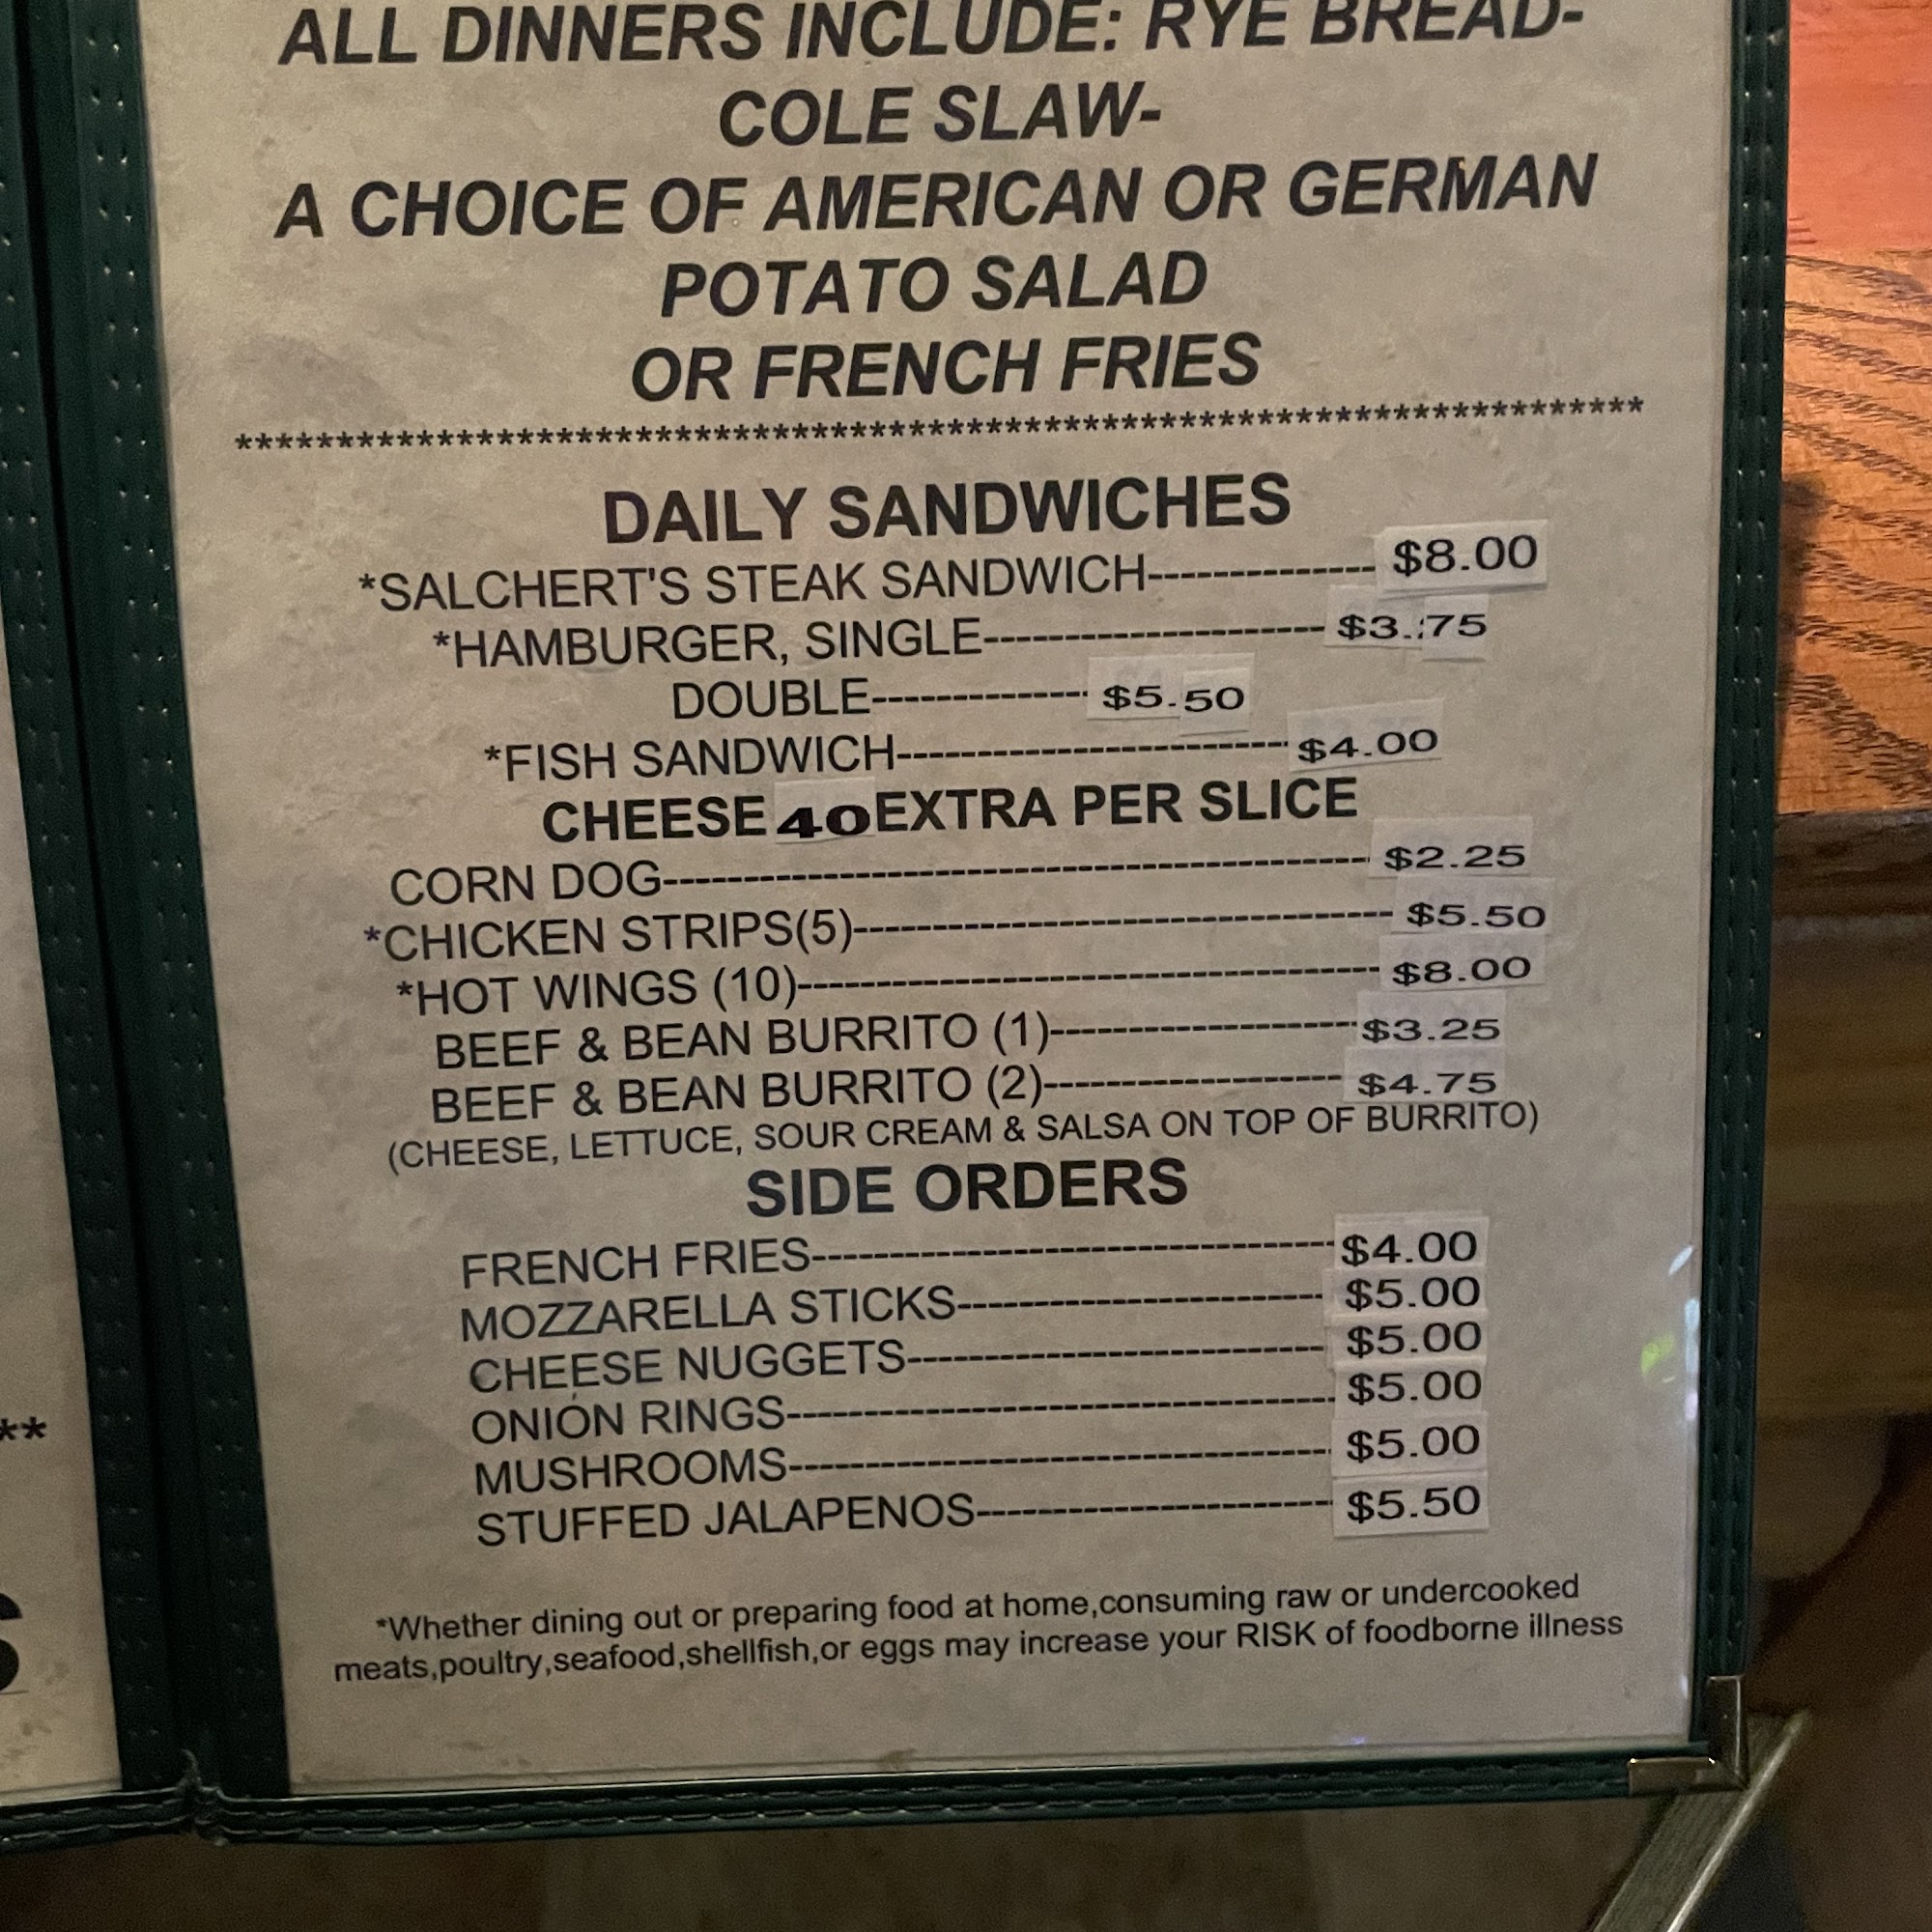 ALL DINNERS INCLUDE: RYE BREAD-
COLE SLAW-
A CHOICE OF AMERICAN OR GERMAN
POTATO SALAD
OR FRENCH FRIES
***********************************************************************
DAILY SANDWICHES
*SALCHERT'S STEAK SANDWICH--------------$8.00
*HAMBURGER, SINGLE---------------------$3.75
DOUBLE-------------$5.50
*FISH SANDWICH------------------------$4.00
CHEESE 40 EXTRA PER SLICE
CORN DOG--------------------------------------------$2.25
*CHICKEN STRIPS(5)---------------------------------$5.50
*HOT WINGS (10)------------------------------------$8.00
BEEF & BEAN BURRITO (1)-------------------$3.25
BEEF & BEAN BURRITO (2)-------------------$4.75
(CHEESE, LETTUCE, SOUR CREAM & SALSA ON TOP OF BURRITO)
SIDE ORDERS
FRENCH FRIES---------------------------------$4.00
MOZZARELLA STICKS-----------------------$5.00
CHEESE NUGGETS--------------------------$5.00
ONION RINGS-----------------------------------$5.00
MUSHROOMS----------------------------------$5.00
STUFFED JALAPENOS----------------------$5.50
*Whether dining out or preparing food at home,consuming raw or undercooked
meats,poultry,seafood,shellfish,or eggs may increase your RISK of foodborne illness
**
S